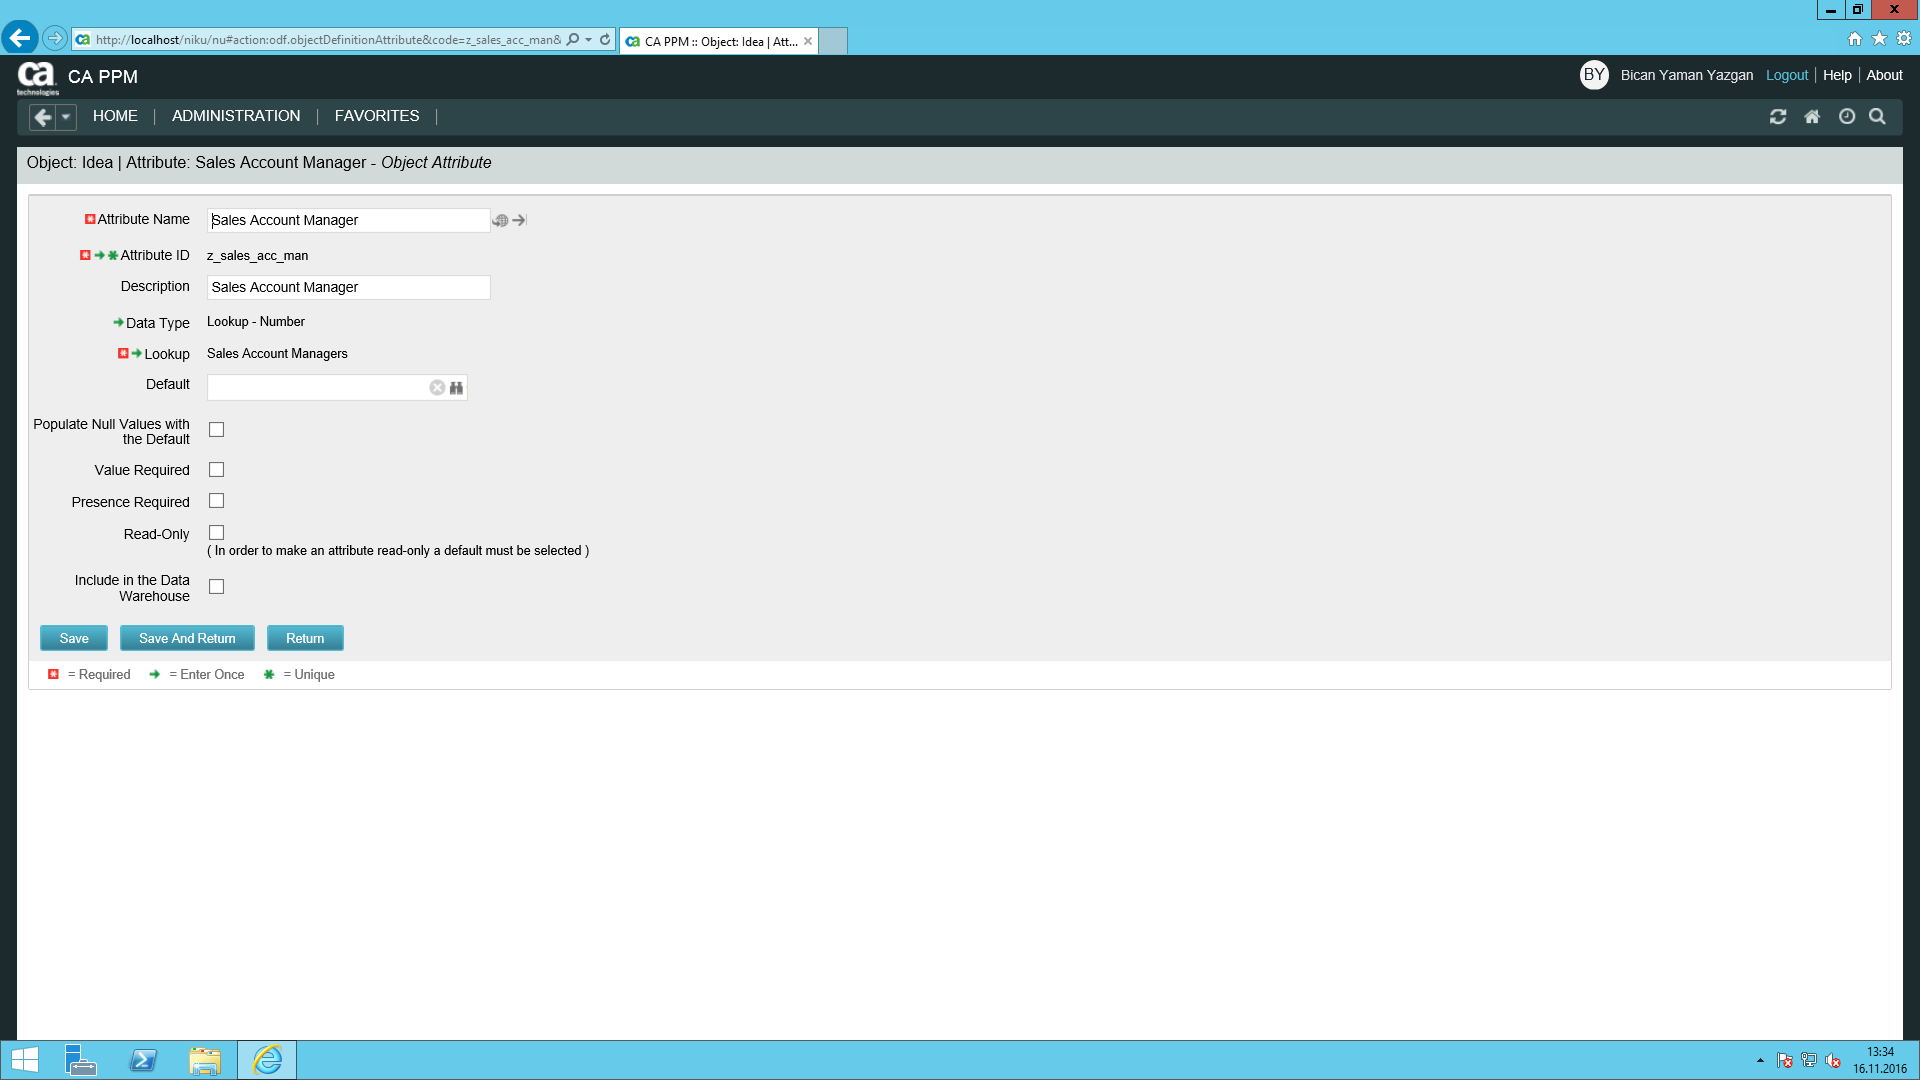 http://localhost/niku/nu#action:odf.objectDefinitionAttribute&code=z_sales_acc_man&
CA PPM :: Object: Idea | Att...
ca technologies
CA PPM
BY
Bican Yaman Yazgan
Logout | Help | About
HOME | ADMINISTRATION | FAVORITES |
Object: Idea | Attribute: Sales Account Manager - Object Attribute
Attribute Name Sales Account Manager
Attribute ID z_sales_acc_man
Description Sales Account Manager
Data Type Lookup - Number
Lookup Sales Account Managers
Default
Populate Null Values with
the Default
Value Required
Presence Required
Read-Only
( In order to make an attribute read-only a default must be selected )
Include in the Data
Warehouse
Save Save And Return Return
= Required = Enter Once = Unique
13:34
16.11.2016